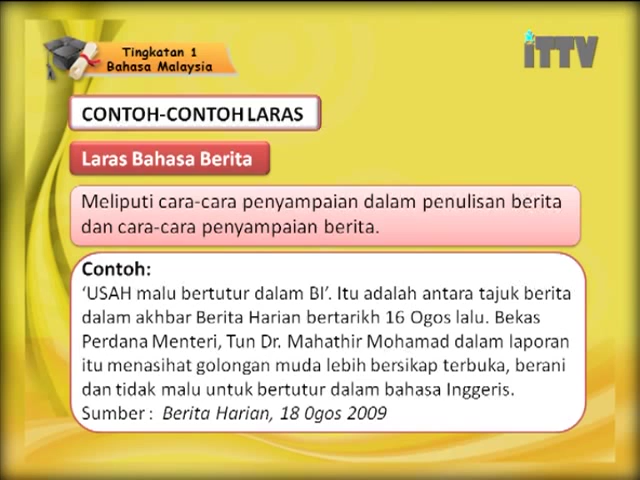 Tingkatan 1
Bahasa Malaysia
iTTV
CONTOH-CONTOH LARAS
Laras Bahasa Berita
Meliputi cara-cara penyampaian dalam penulisan berita
dan cara-cara penyampaian berita.
Contoh:
‘USAH malu bertutur dalam BI’. Itu adalah antara tajuk berita
dalam akhbar Berita Harian bertarikh 16 Ogos lalu. Bekas
Perdana Menteri, Tun Dr. Mahathir Mohamad dalam laporan
itu menasihat golongan muda lebih bersikap terbuka, berani
dan tidak malu untuk bertutur dalam bahasa Inggeris.
Sumber : Berita Harian, 18 0gos 2009